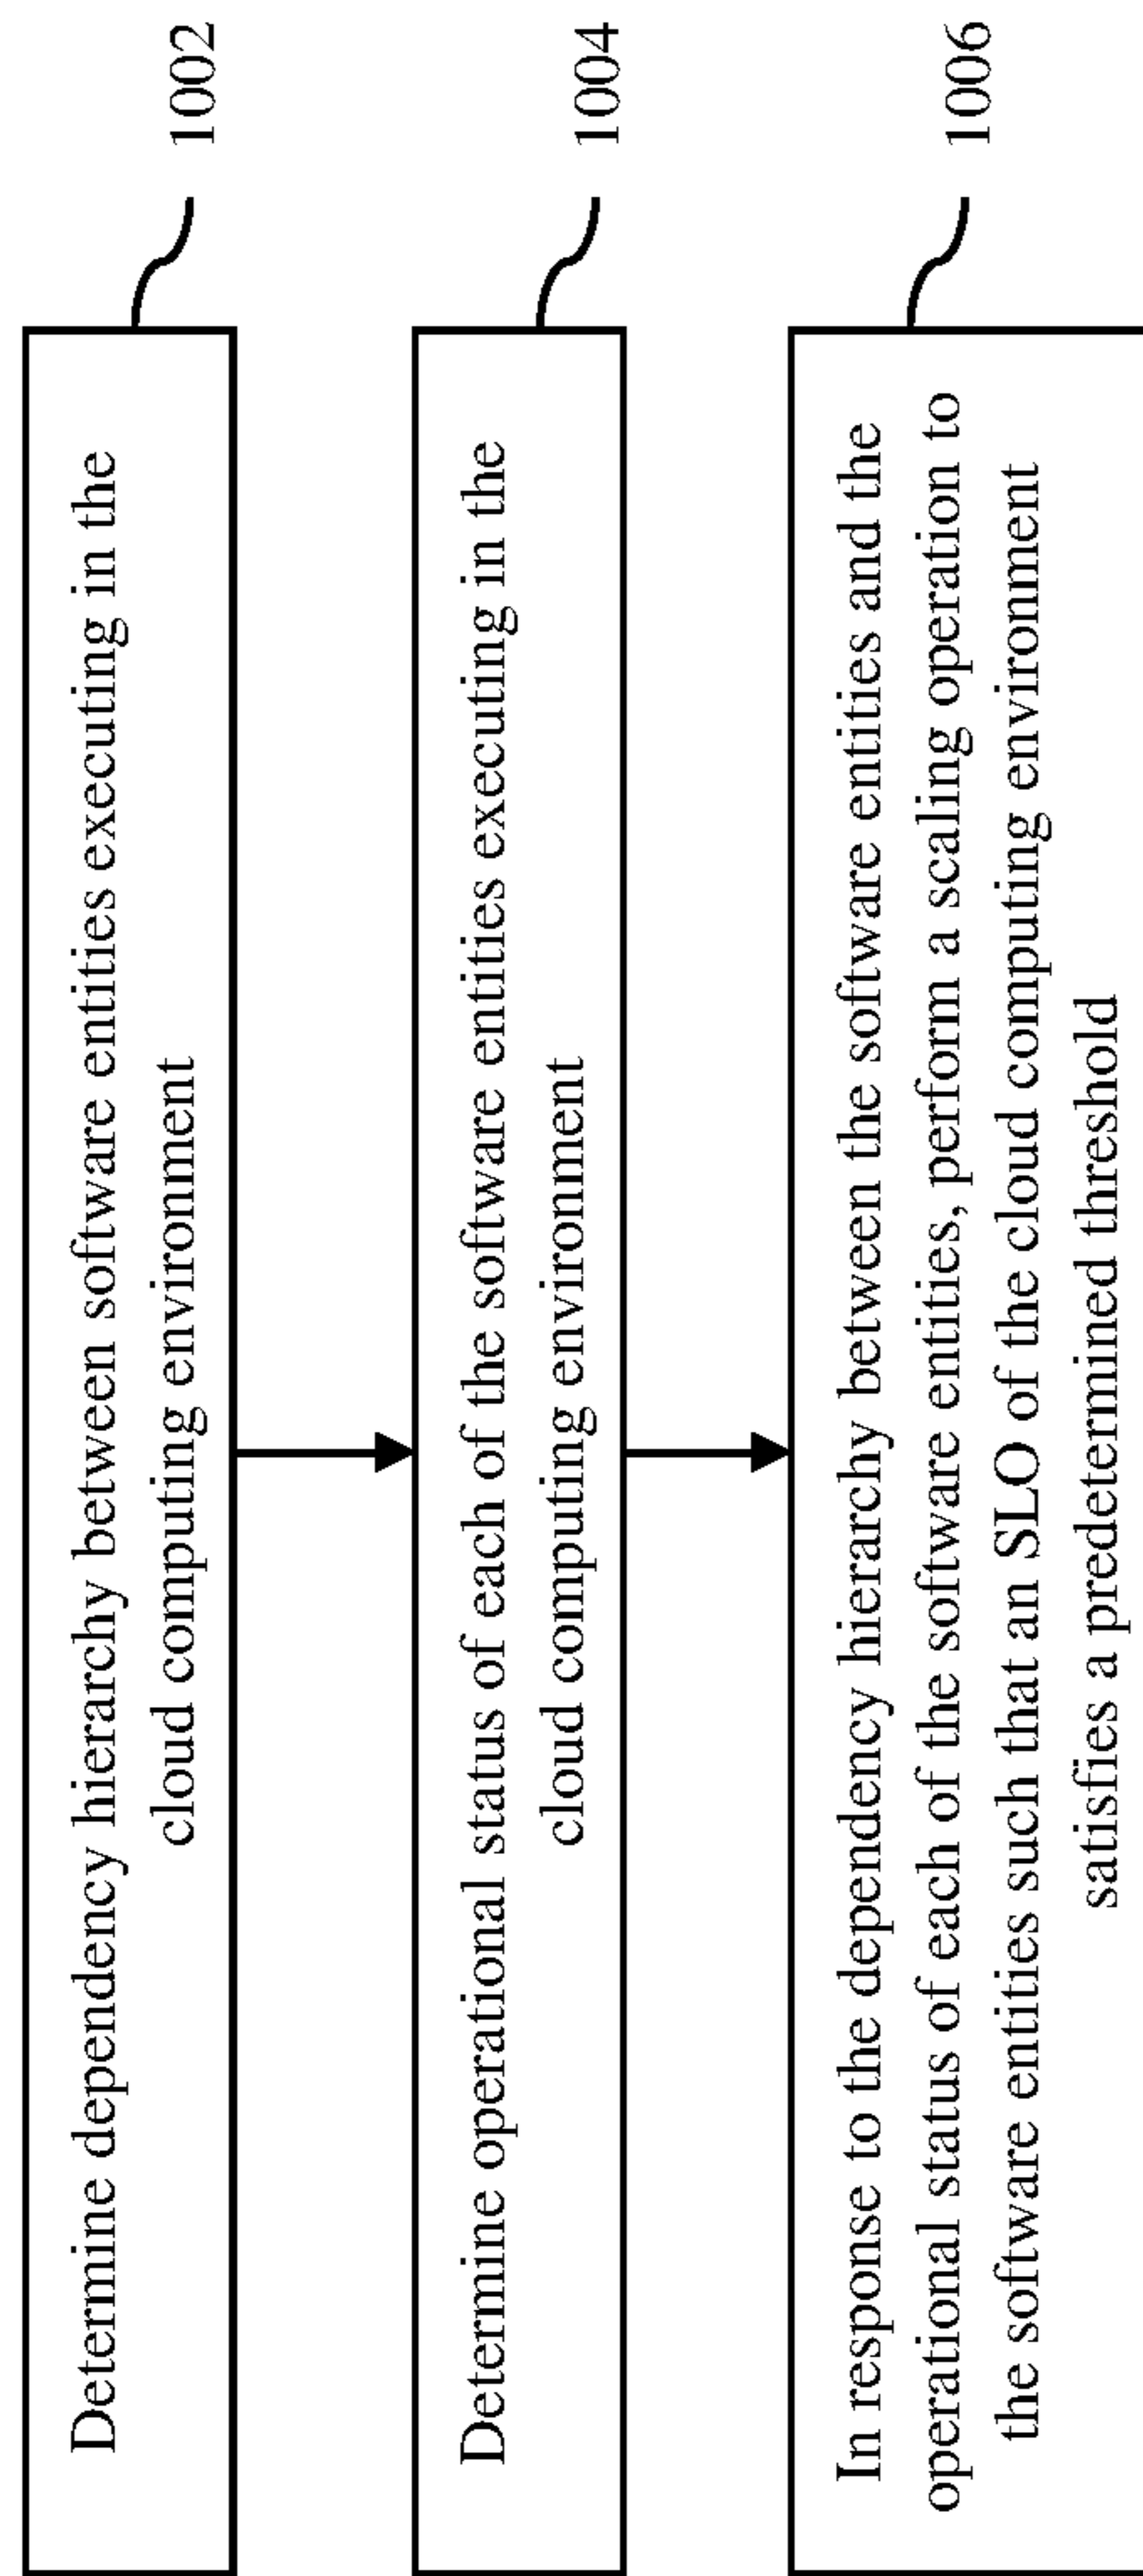 Determine dependency hierarchy between software entities executing in the
cloud computing environment
1002
Determine operational status of each of the software entities executing in the
cloud computing environment
1004
In response to the dependency hierarchy between the software entities and the
operational status of each of the software entities, perform a scaling operation to
the software entities such that an SLO of the cloud computing environment
satisfies a predetermined threshold
1006